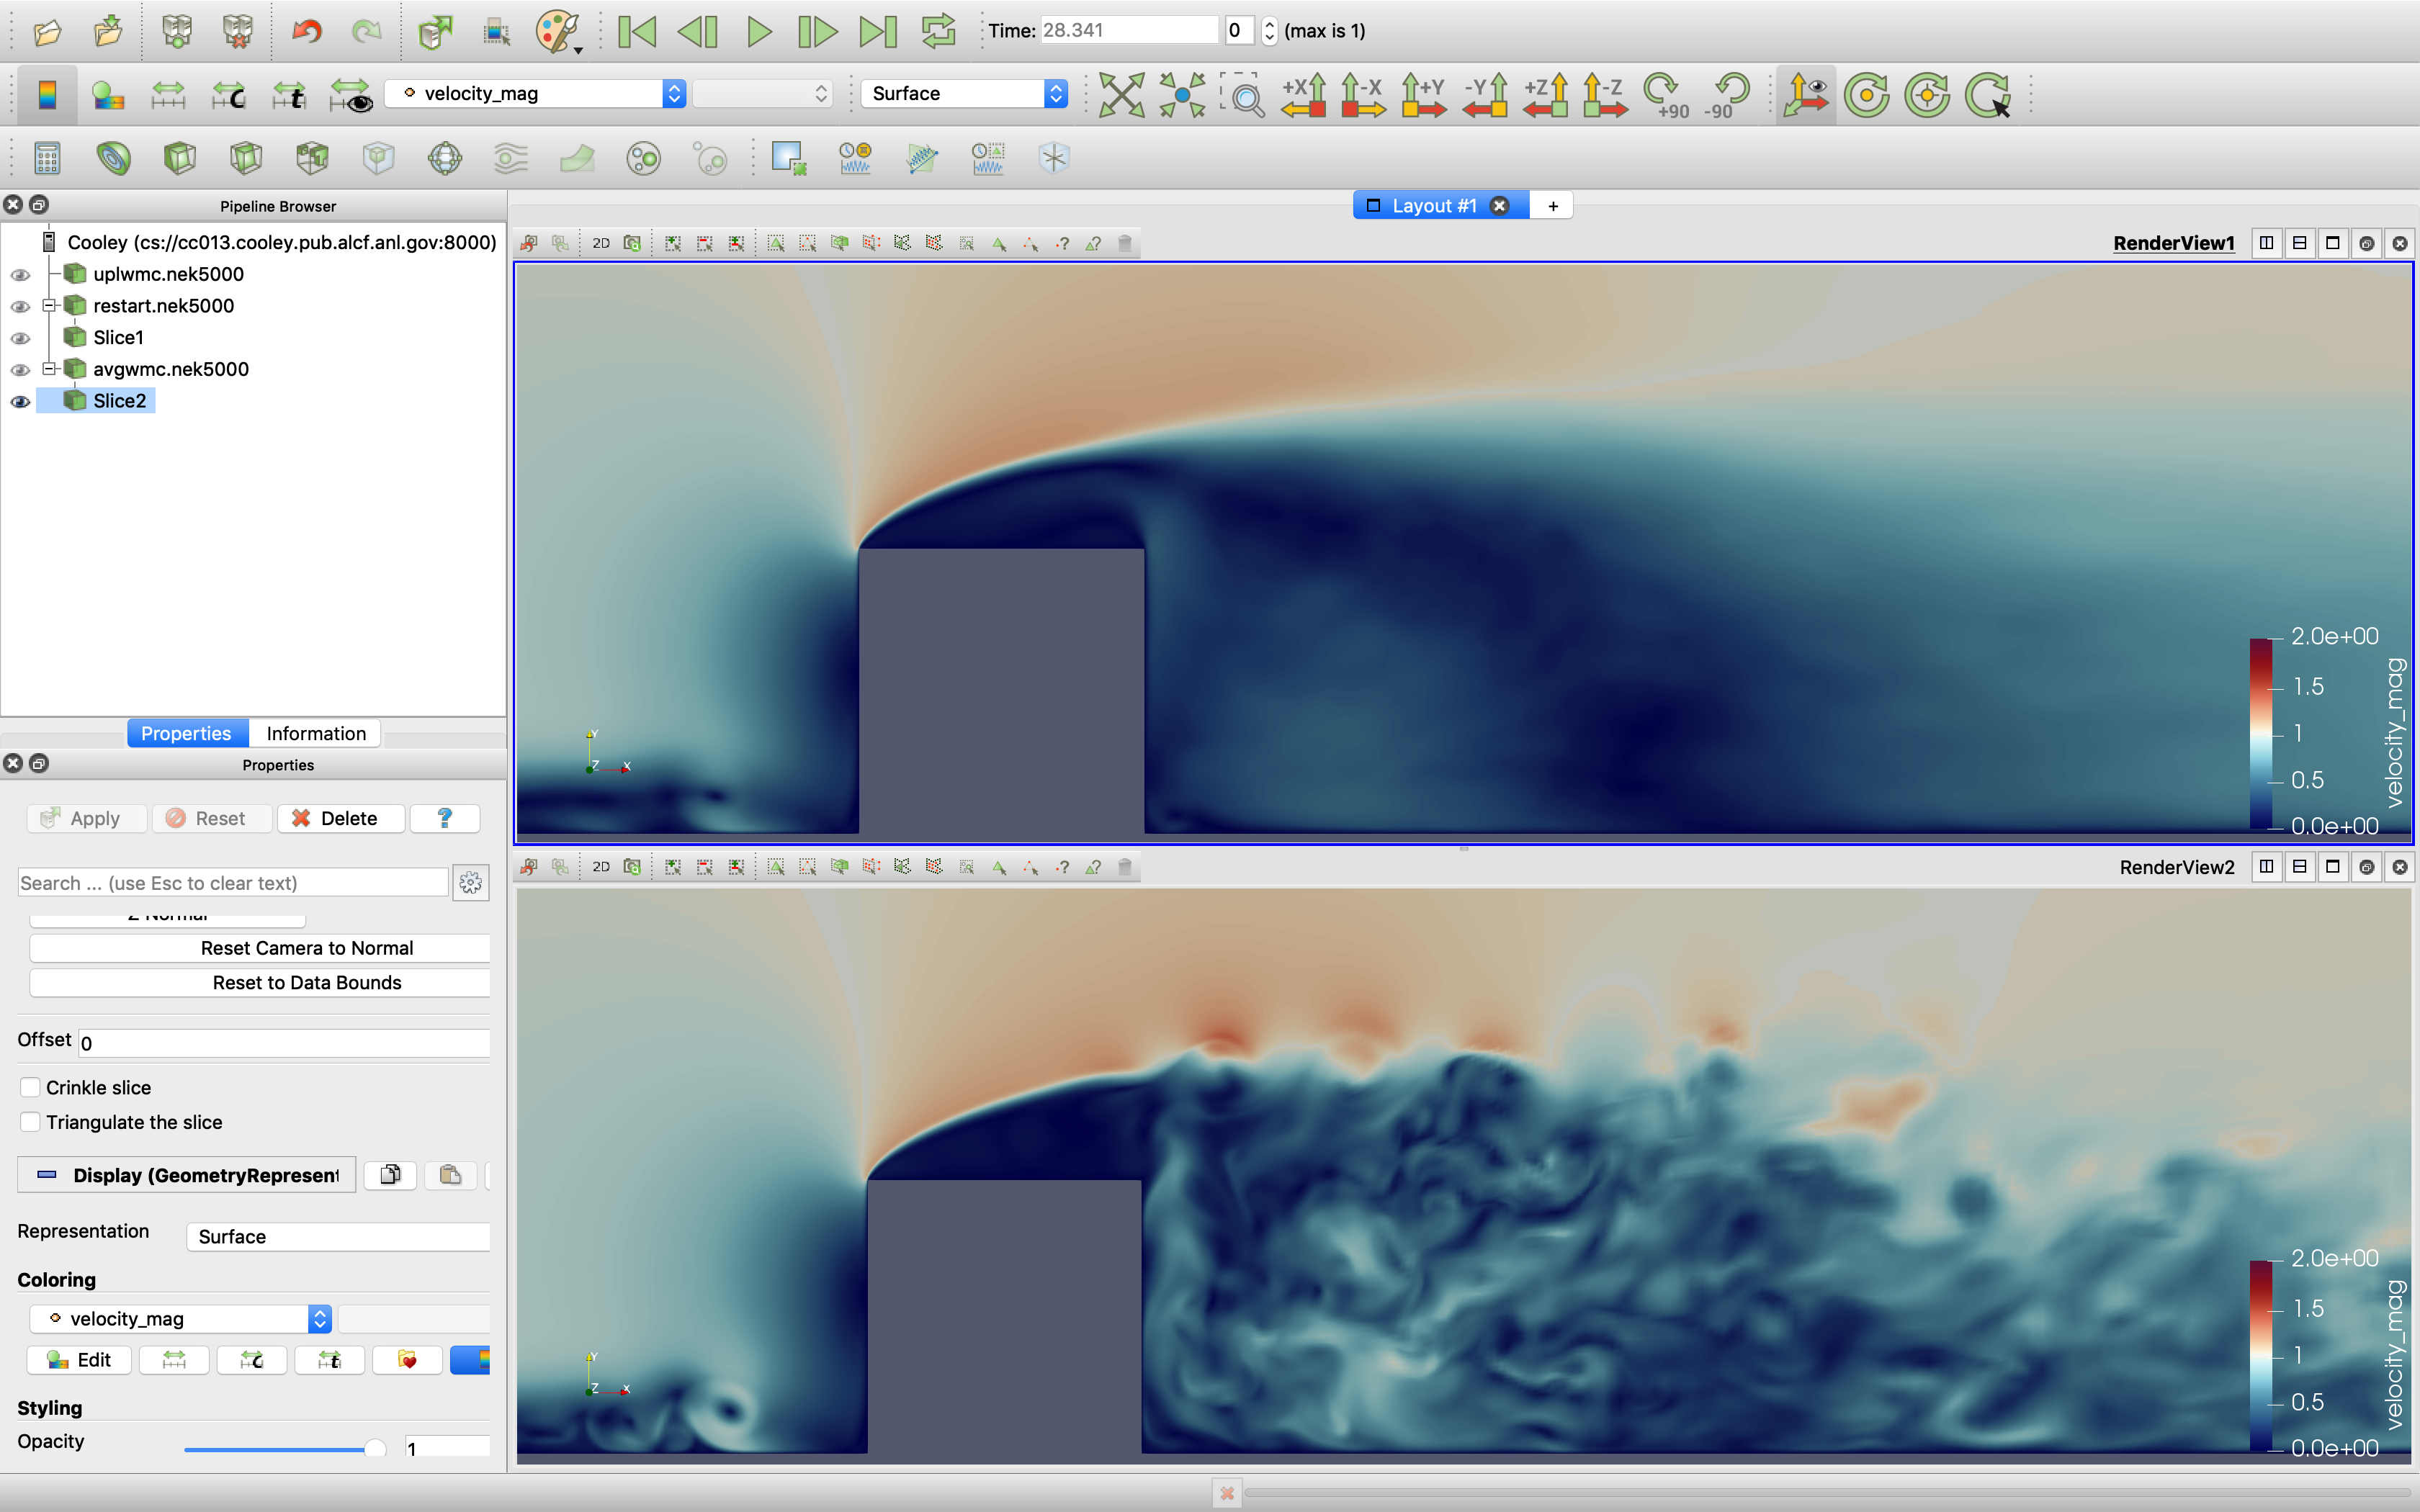 Time: 28.341 0 (max is 1)
velocity_mag Surface +X -X +Y -Y +Z -Z +90 -90
Pipeline Browser
Layout #1 +
Cooley (cs://cc013.cooley.pub.alcf.anl.gov:8000)
uplwmc.nek5000
restart.nek5000
Slice1
avgwmc.nek5000
Slice2
Properties Information
Properties
Apply Reset Delete ?
Search ... (use Esc to clear text)
Z Normal
Reset Camera to Normal
Reset to Data Bounds
Offset 0
Crinkle slice
Triangulate the slice
Display (GeometryRepresent
Representation Surface
Coloring
velocity_mag
Edit
Styling
Opacity 1
2D RenderView1
Y
Z X
2.0e+00
1.5
1
0.5
0.0e+00
velocity_mag
2D RenderView2
Y
Z X
2.0e+00
1.5
1
0.5
0.0e+00
velocity_mag